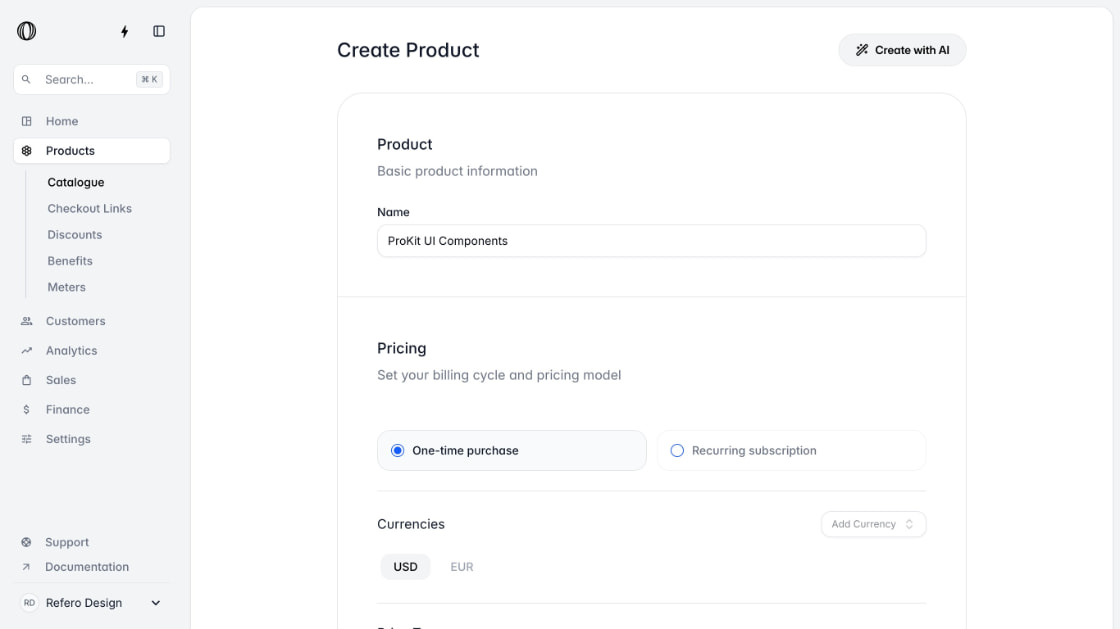 Search...
⌘ K
Home
Products
Catalogue
Checkout Links
Discounts
Benefits
Meters
Customers
Analytics
Sales
Finance
Settings
Support
Documentation
RD Refero Design
Create Product
Create with AI
Product
Basic product information
Name
ProKit UI Components
Pricing
Set your billing cycle and pricing model
One-time purchase
Recurring subscription
Currencies
Add Currency
USD
EUR